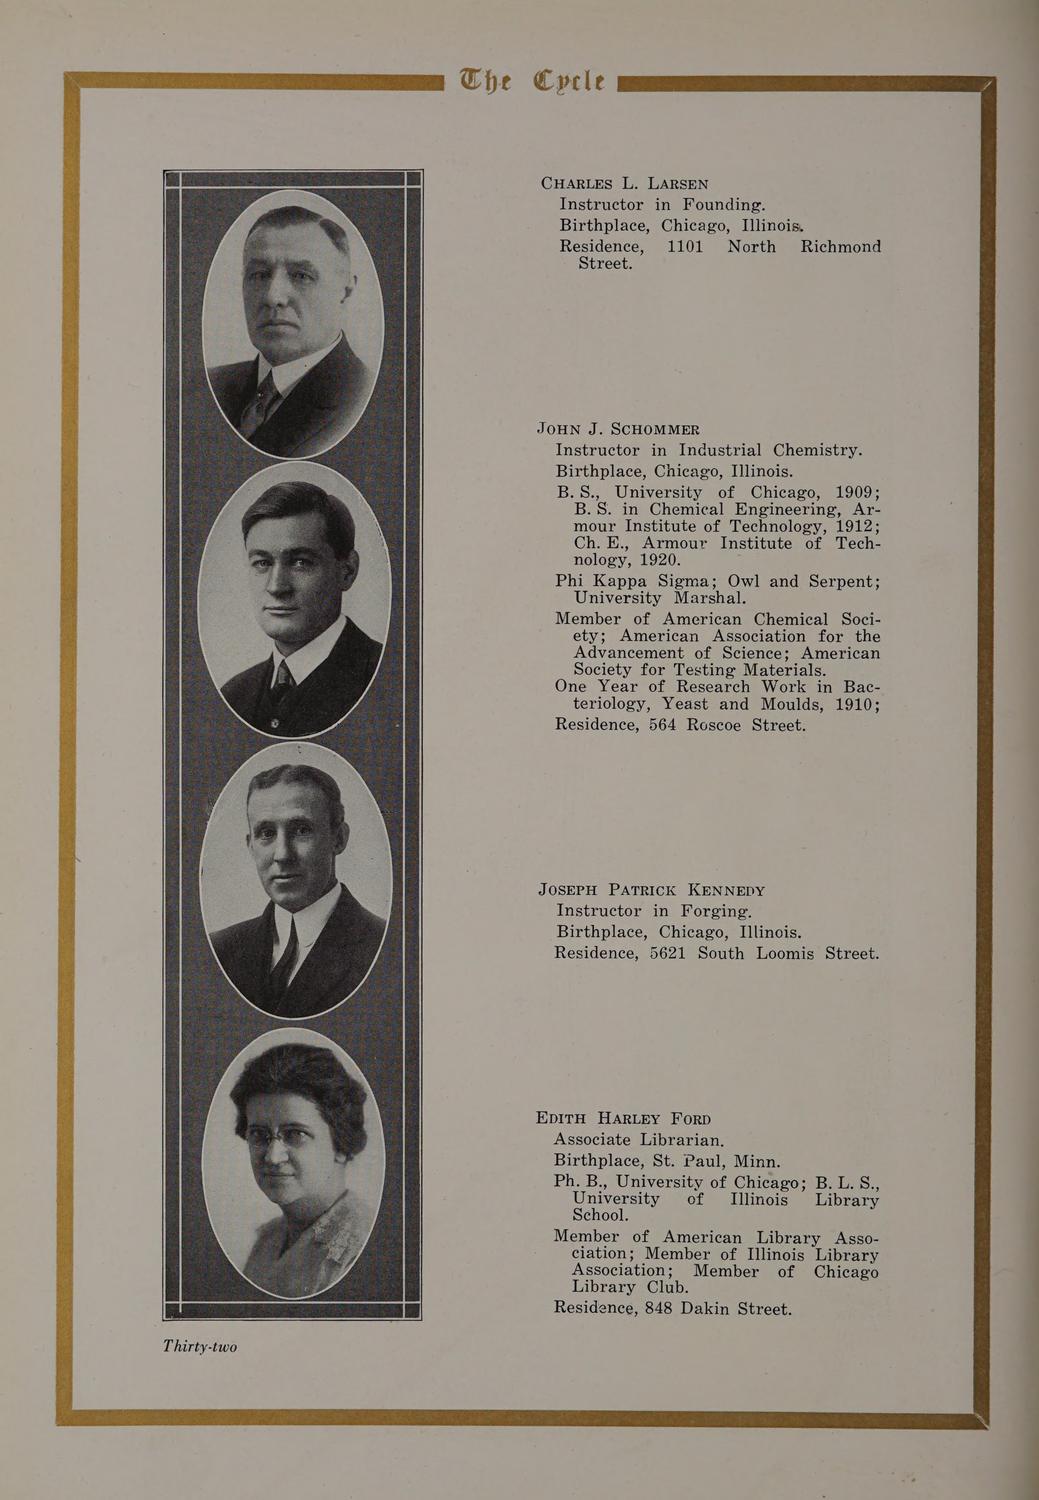 The Cycle
CHARLES L. LARSEN
Instructor in Founding.
Birthplace, Chicago, Illinois.
Residence, 1101 North Richmond
Street.
JOHN J. SCHOMMER
Instructor in Industrial Chemistry.
Birthplace, Chicago, Illinois.
B. S., University of Chicago, 1909;
B. S. in Chemical Engineering, Ar-
mour Institute of Technology, 1912;
Ch. E., Armour Institute of Tech-
nology, 1920.
Phi Kappa Sigma; Owl and Serpent;
University Marshal.
Member of American Chemical Soci-
ety; American Association for the
Advancement of Science; American
Society for Testing Materials.
One Year of Research Work in Bac-
teriology, Yeast and Moulds, 1910;
Residence, 564 Roscoe Street.
JOSEPH PATRICK KENNEDY
Instructor in Forging.
Birthplace, Chicago, Illinois.
Residence, 5621 South Loomis Street.
EDITH HARLEY FORD
Associate Librarian.
Birthplace, St. Paul, Minn.
Ph. B., University of Chicago; B. L. S.,
University of Illinois Library
School.
Member of American Library Asso-
ciation; Member of Illinois Library
Association; Member of Chicago
Library Club.
Residence, 848 Dakin Street.
Thirty-two